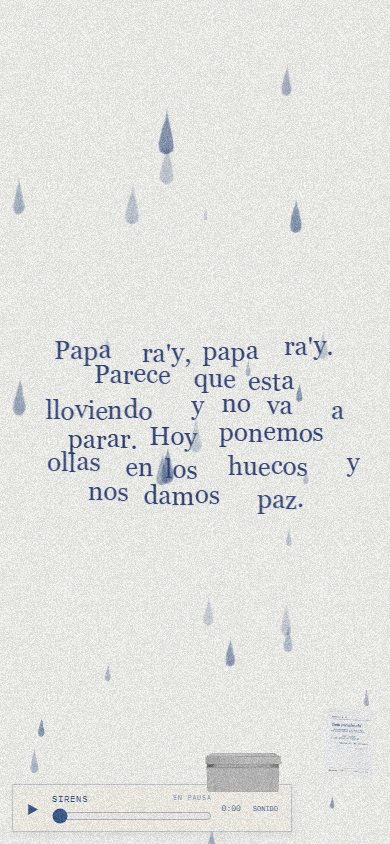 Papa ra'y, papa ra'y.
Parece que esta
lloviendo y no va a
parar. Hoy ponemos
ollas en los huecos y
nos damos paz.
SIRENS
EN PAUSA
0:00
SONIDO